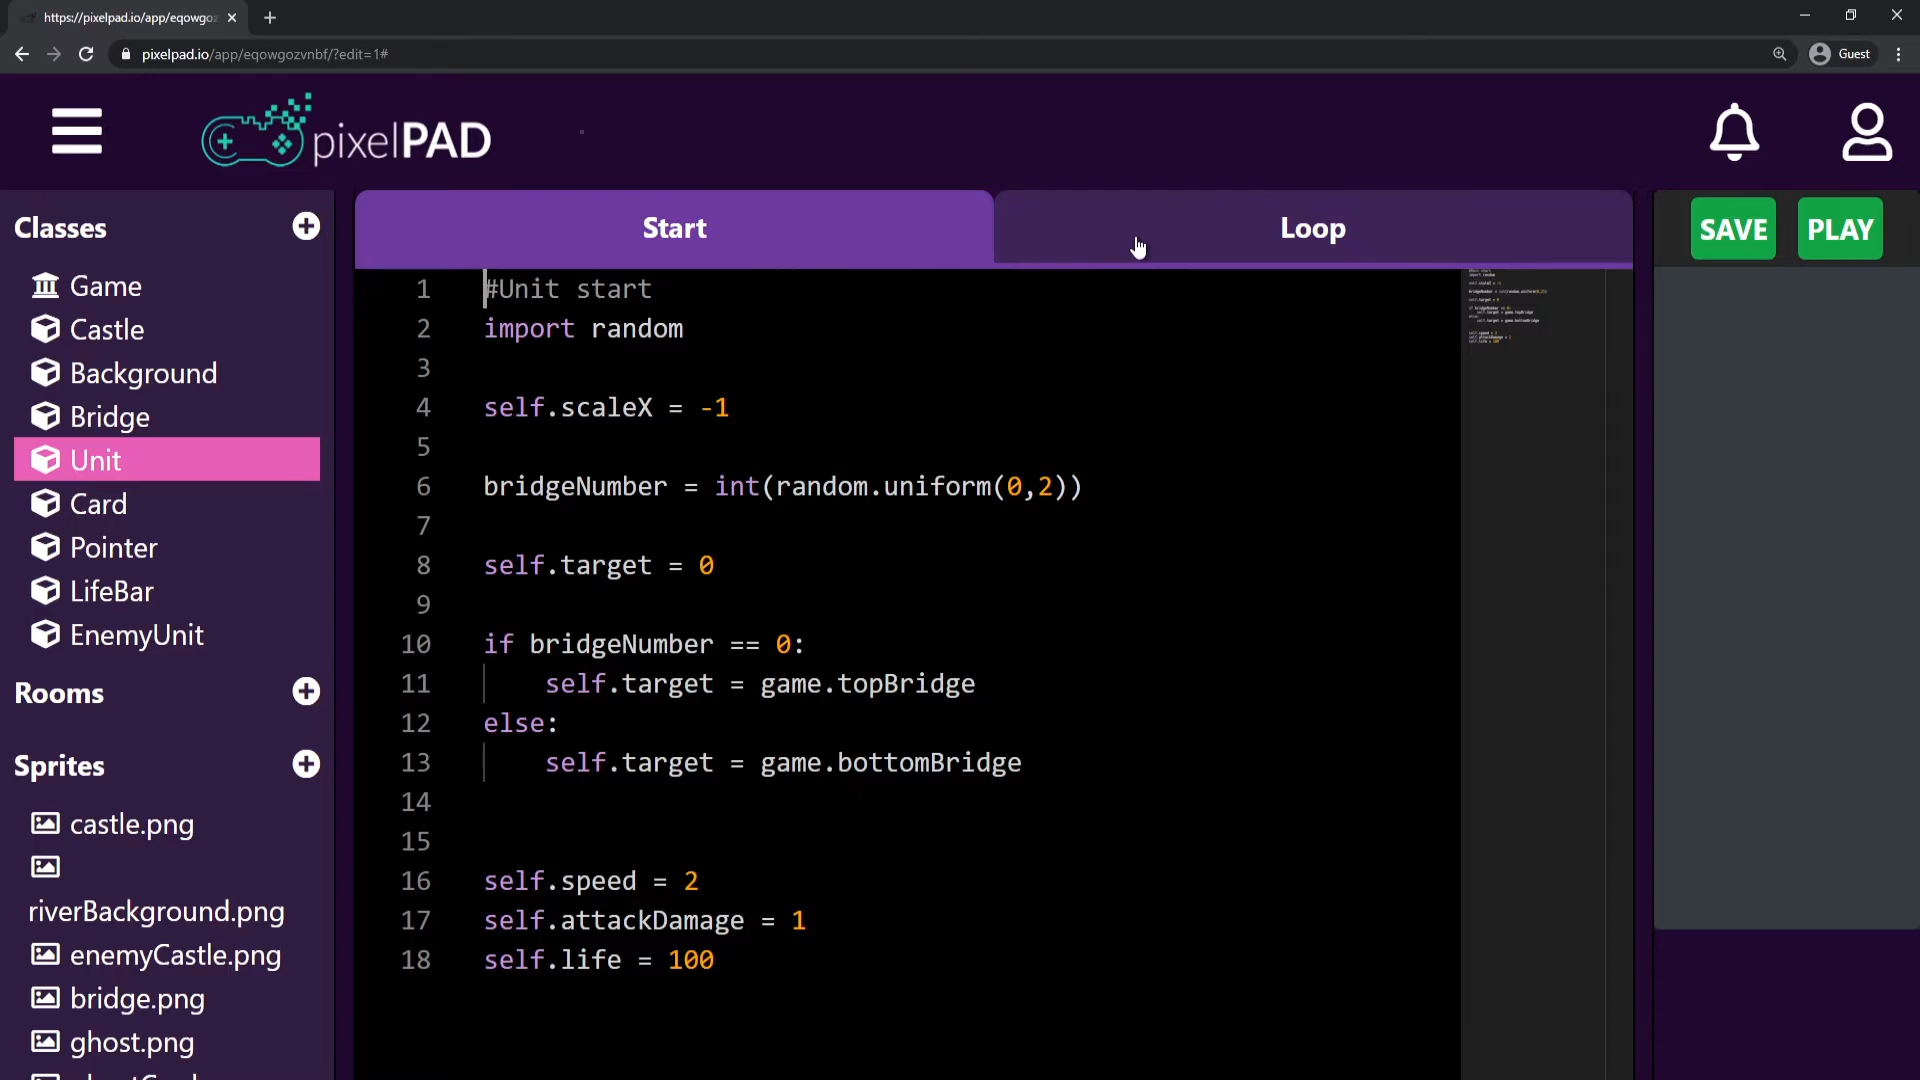 https://pixelpad.io/app/eqowgoz
pixelpad.io/app/eqowgozvnbf/?edit=1#
Guest
pixelPAD
Classes
Game
Castle
Background
Bridge
Unit
Card
Pointer
LifeBar
EnemyUnit
Rooms
Sprites
castle.png
riverBackground.png
enemyCastle.png
bridge.png
ghost.png
Start
Loop
SAVE
PLAY
1 #Unit start
2 import random
3
4 self.scaleX = -1
5
6 bridgeNumber = int(random.uniform(0,2))
7
8 self.target = 0
9
10 if bridgeNumber == 0:
11 self.target = game.topBridge
12 else:
13 self.target = game.bottomBridge
14
15
16 self.speed = 2
17 self.attackDamage = 1
18 self.life = 100